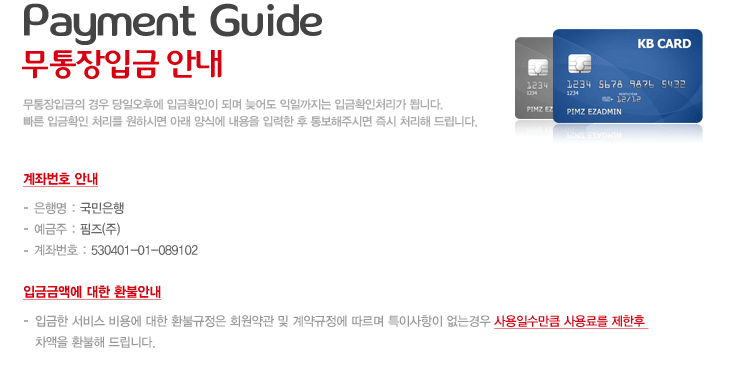 Payment Guide
무통장입금 안내
무통장입금의 경우 당일오후에 입금확인이 되며 늦어도 익일까지는 입금확인처리가 됩니다.
빠른 입금확인 처리를 원하시면 아래 양식에 내용을 입력한 후 통보해주시면 즉시 처리해 드립니다.
KB CARD
1234 5678 9876 5432
1234
12/12
PIMZ EZADMIN
1234
1234
PIMZ EZ
계좌번호 안내
- 은행명 : 국민은행
- 예금주 : 핌즈(주)
- 계좌번호 : 530401-01-089102
입금금액에 대한 환불안내
- 입금한 서비스 비용에 대한 환불규정은 회원약관 및 계약규정에 따르며 특이사항이 없는경우 사용일수만큼 사용료를 제한후
차액을 환불해 드립니다.